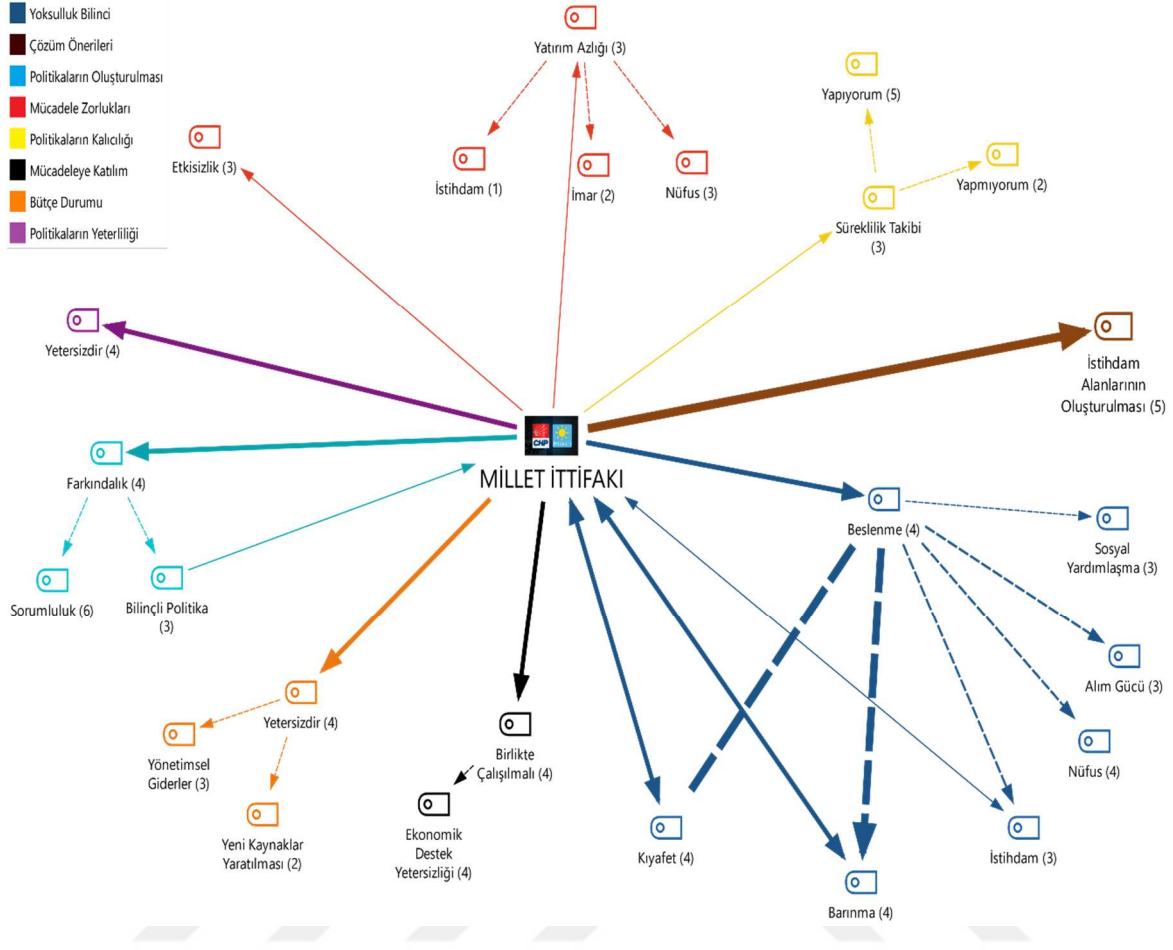 Yoksulluk Bilinci
Çözüm Önerileri
Politikaların Oluşturulması
Mücadele Zorlukları
Politikaların Kalıcılığı
Mücadeleye Katılım
Bütçe Durumu
Politikaların Yeterliliği
Yatırım Azlığı (3)
Yapıyorum (5)
Etkisizlik (3)
İstihdam (1)
İmar (2)
Nüfus (3)
Yapmıyorum (2)
Süreklilik Takibi
(3)
Yetersizdir (4)
İstihdam
Alanlarının
Oluşturulması (5)
CHP
MİLLET İTTİFAKI
Farkındalık (4)
Beslenme (4)
Sosyal
Yardımlaşma (3)
Sorumluluk (6)
Bilinçli Politika
(3)
Alım Gücü (3)
Yetersizdir (4)
Yönetimsel
Giderler (3)
Birlikte
Çalışılmalı (4)
Nüfus (4)
Yeni Kaynaklar
Yaratılması (2)
Ekonomik
Destek
Yetersizliği (4)
Kıyafet (4)
İstihdam (3)
Barınma (4)